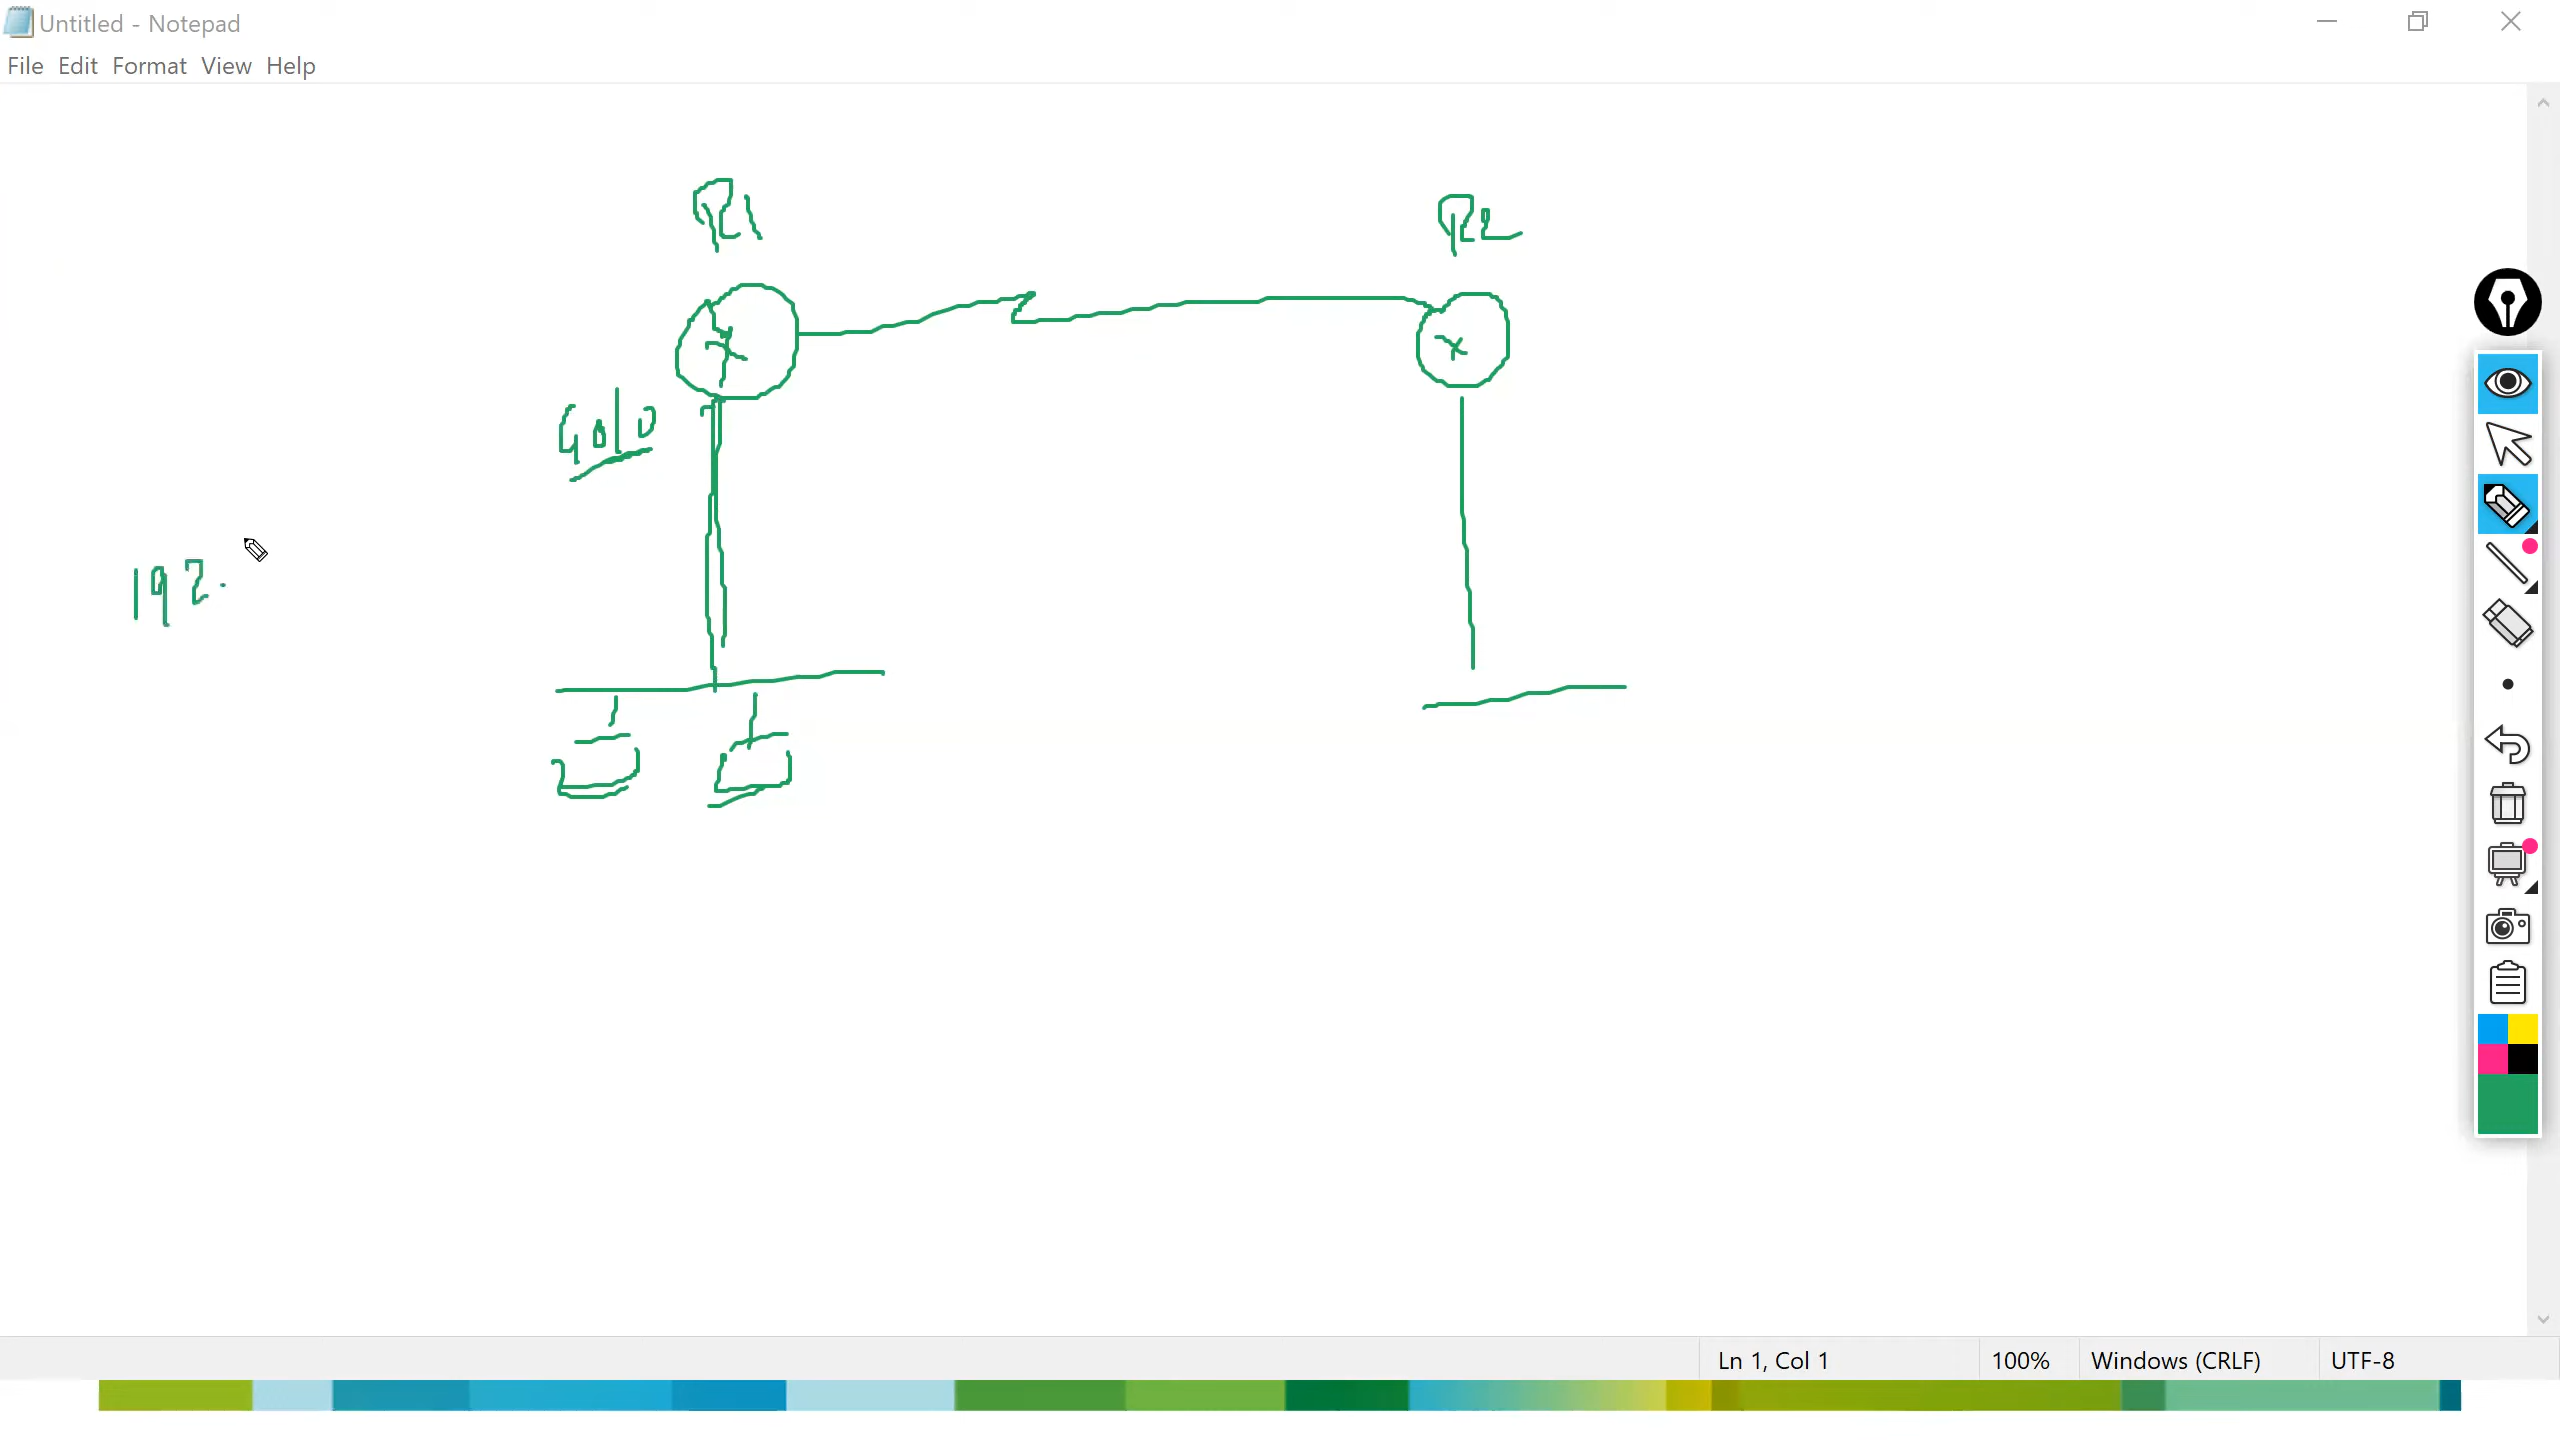 Untitled - Notepad
File Edit Format View Help
R1
R2
G0/0
192.
Ln 1, Col 1
100%
Windows (CRLF)
UTF-8